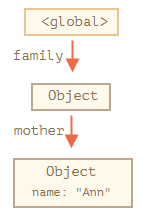 <global>
family
Object
mother
Object
name: "Ann"